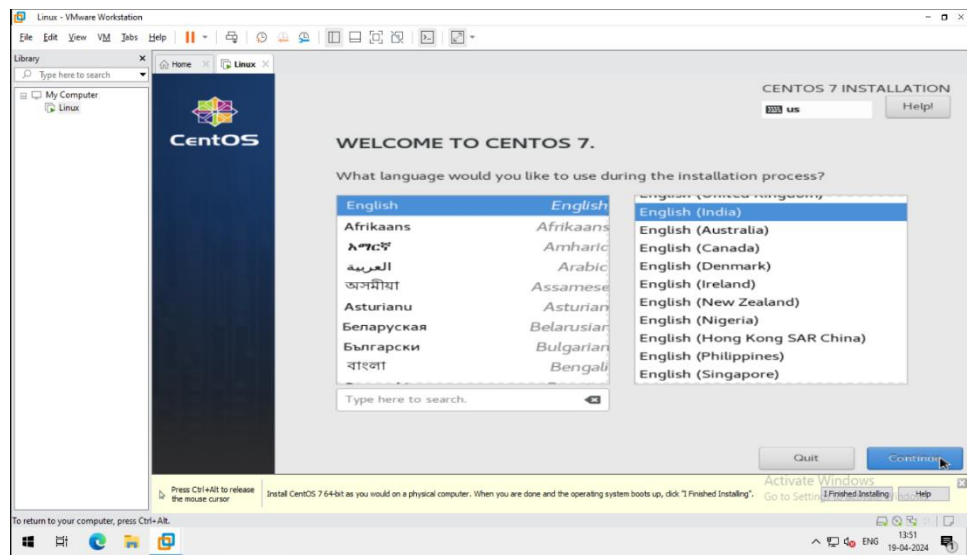 Linux - VMware Workstation
File Edit View VM Tabs Help
Library
Type here to search
My Computer
Linux
Home
Linux
CentOS
CENTOS 7 INSTALLATION
us
Help!
WELCOME TO CENTOS 7.
What language would you like to use during the installation process?
English English
Afrikaans Afrikaans
አማርኛ Amharic
العربية Arabic
অসমীয়া Assamese
Asturianu Asturian
Беларуская Belarusian
Български Bulgarian
বাংলা Bengali
Type here to search.
English (United Kingdom)
English (India)
English (Australia)
English (Canada)
English (Denmark)
English (Ireland)
English (New Zealand)
English (Nigeria)
English (Hong Kong SAR China)
English (Philippines)
English (Singapore)
Quit
Continue
Activate Windows
Go to Settin
Press Ctrl+Alt to release
the mouse cursor
Install CentOS 7 64-bit as you would on a physical computer. When you are done and the operating system boots up, click "I Finished Installing".
I Finished Installing
Help
To return to your computer, press Ctrl+Alt.
ENG
13:51
19-04-2024